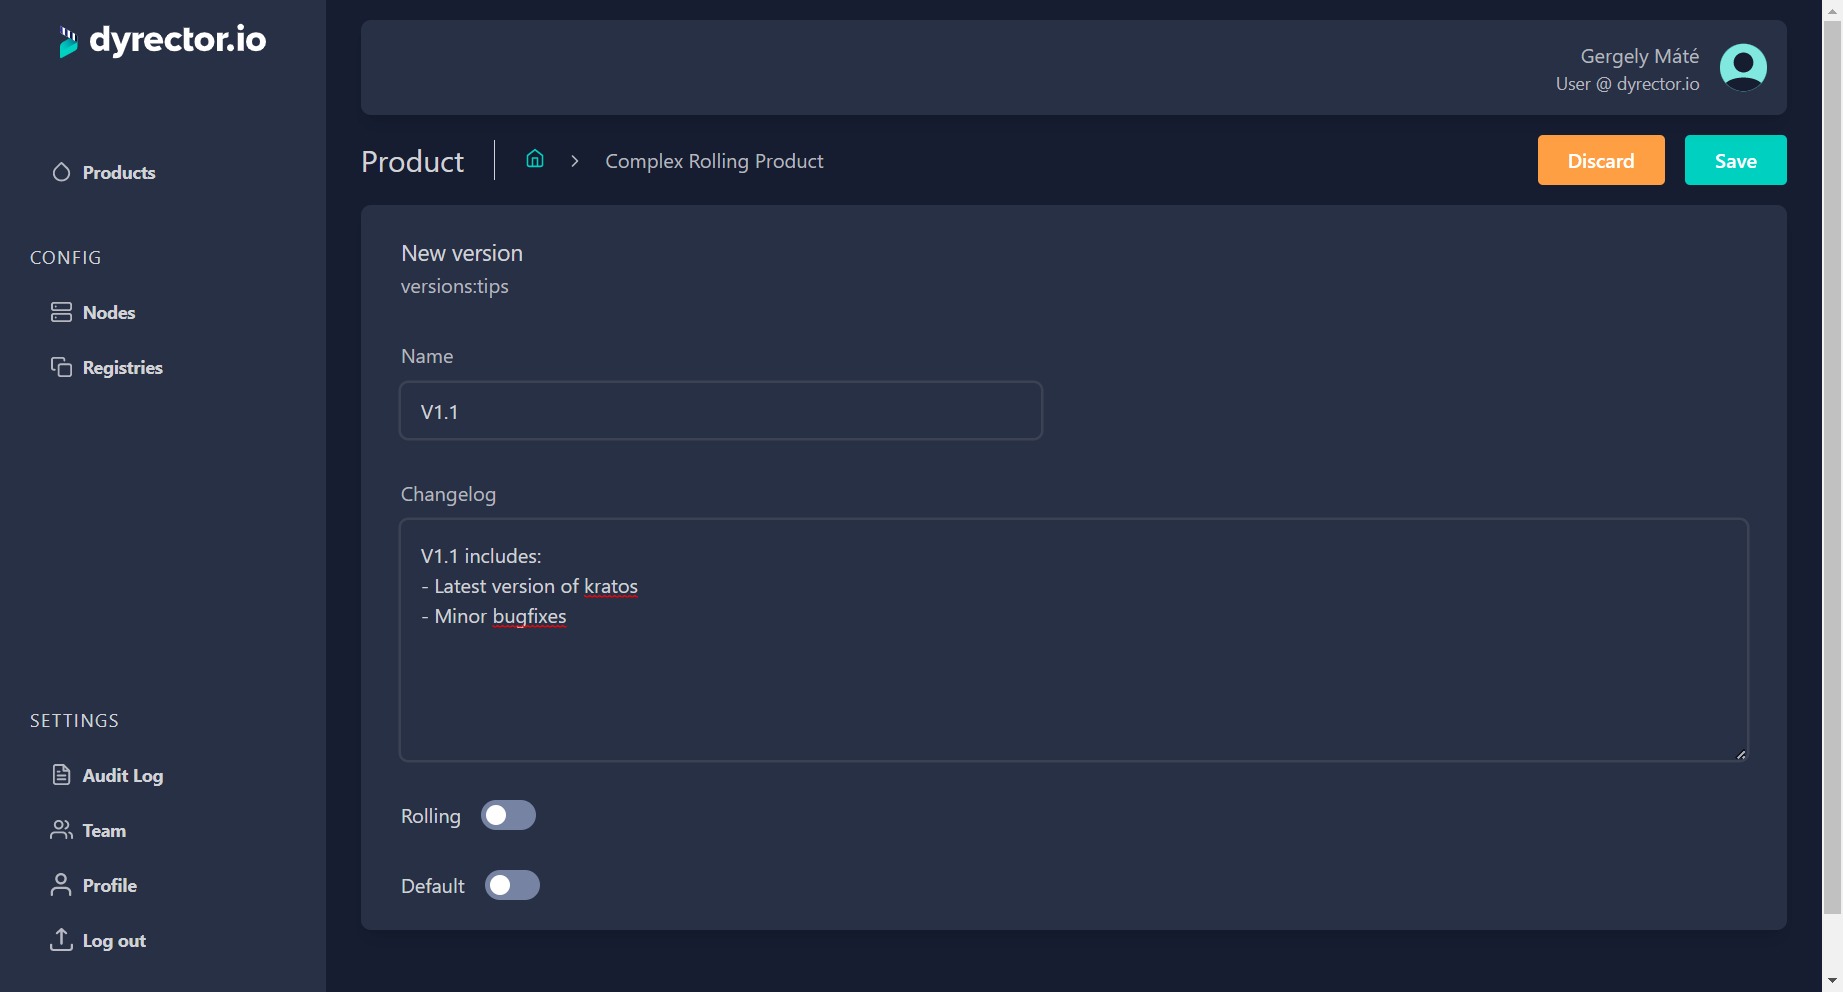 dyrector.io
Products
CONFIG
Nodes
Registries
SETTINGS
Audit Log
Team
Profile
Log out
Gergely Máté
User @ dyrector.io
Product
Complex Rolling Product
Discard
Save
New version
versions:tips
Name
V1.1
Changelog
V1.1 includes:
- Latest version of kratos
- Minor bugfixes
Rolling
Default